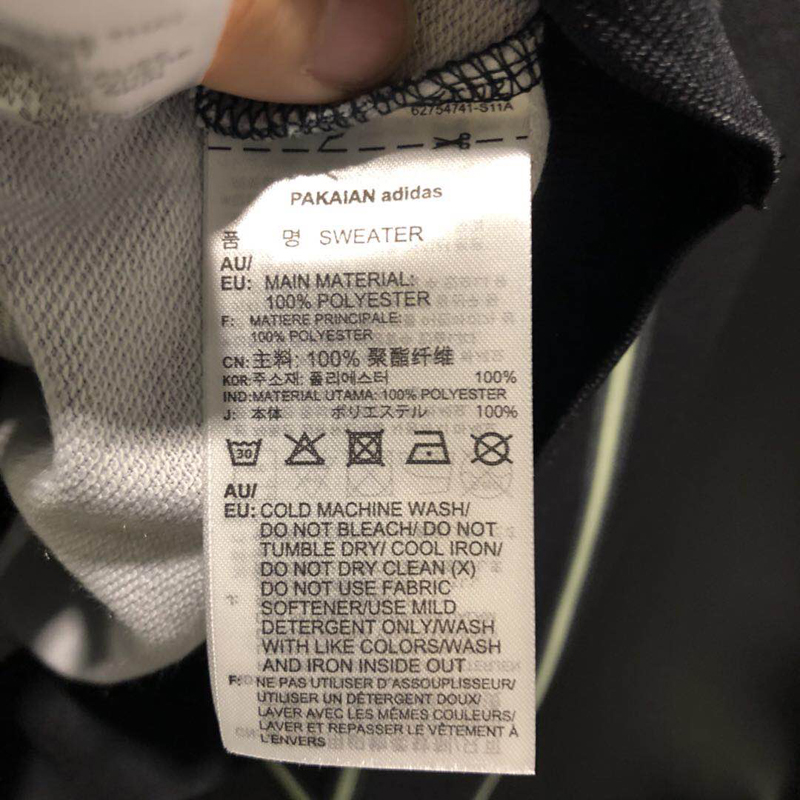 62754741-S11A
PAKAIAN adidas
품 명 SWEATER
AU/
EU: MAIN MATERIAL:
100% POLYESTER
F: MATIERE PRINCIPALE:
100% POLYESTER
CN: 主料: 100% 聚酯纤维
KOR: 주소재: 폴리에스터 100%
IND: MATERIAL UTAMA: 100% POLYESTER
J: 本体 ポリエステル 100%
30
AU/
EU: COLD MACHINE WASH/
DO NOT BLEACH/ DO NOT
TUMBLE DRY/ COOL IRON/
DO NOT DRY CLEAN (X)
DO NOT USE FABRIC
SOFTENER/USE MILD
DETERGENT ONLY/WASH
WITH LIKE COLORS/WASH
AND IRON INSIDE OUT
F: NE PAS UTILISER D'ASSOUPLISSEUR/
UTILISER UN DÉTERGENT DOUX/
LAVER AVEC LES MÊMES COULEURS/
LAVER ET REPASSER LE VÊTEMENT À
L'ENVERS